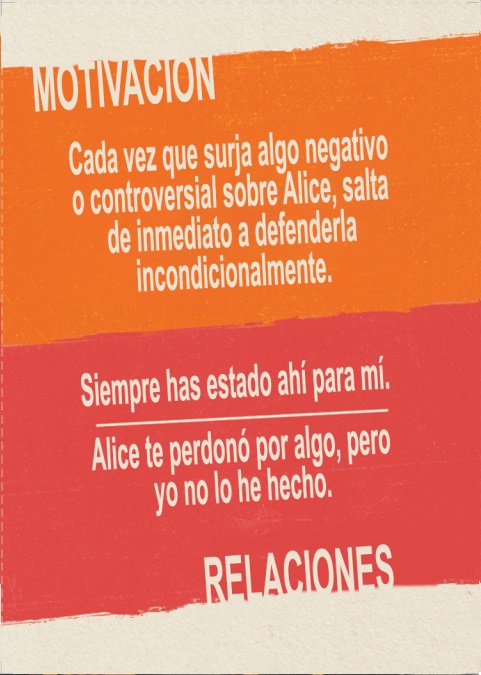 MOTIVACIÓN
Cada vez que surja algo negativo
o controversial sobre Alice, salta
de inmediato a defenderla
incondicionalmente.
Siempre has estado ahí para mí.
Alice te perdonó por algo, pero
yo no lo he hecho.
RELACIONES